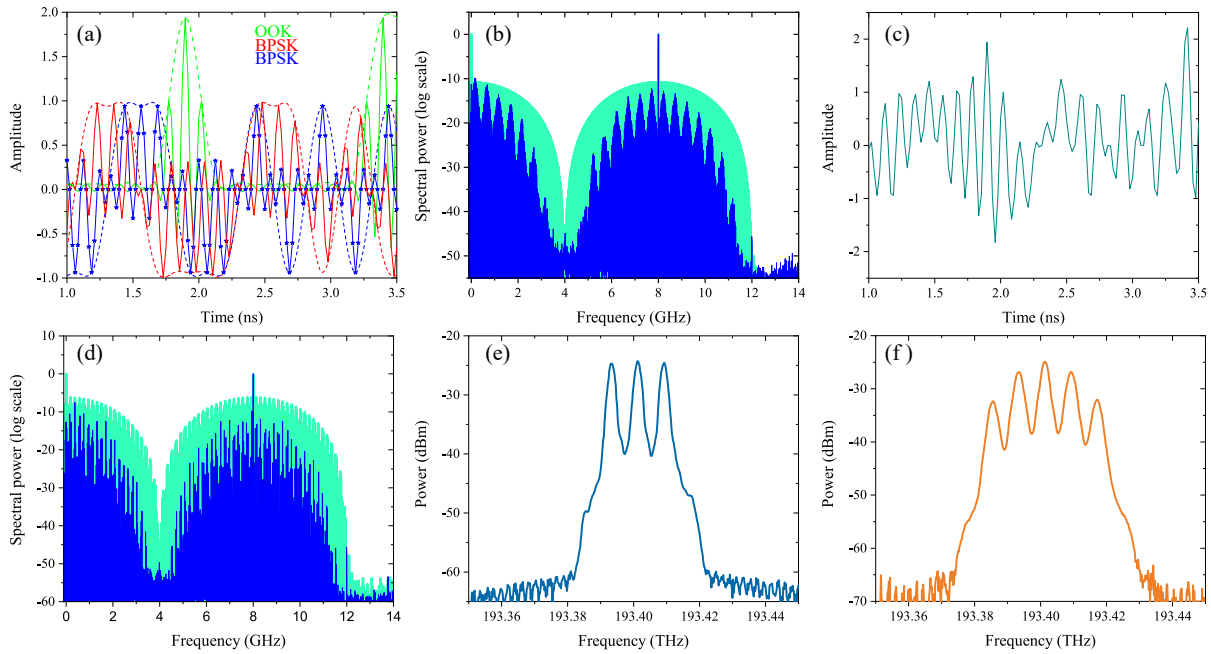 (a)
OOK
BPSK
BPSK
1.0 1.5 2.0 2.5 3.0 3.5
-1.0
-0.5
0.0
0.5
1.0
1.5
2.0
Time (ns)
Amplitude
(b)
0
-10
-20
-30
-40
-50
0 2 4 6 8 10 12 14
Frequency (GHz)
Spectral power (log scale)
(c)
2
1
0
-1
-2
1.0 1.5 2.0 2.5 3.0 3.5
Time (ns)
Amplitude
(d)
10
0
-10
-20
-30
-40
-50
-60
0 2 4 6 8 10 12 14
Frequency (GHz)
Spectral power (log scale)
(e)
-20
-30
-40
-50
-60
193.36 193.38 193.40 193.42 193.44
Frequency (THz)
Power (dBm)
(f)
-20
-30
-40
-50
-60
-70
193.36 193.38 193.40 193.42 193.44
Frequency (THz)
Power (dBm)